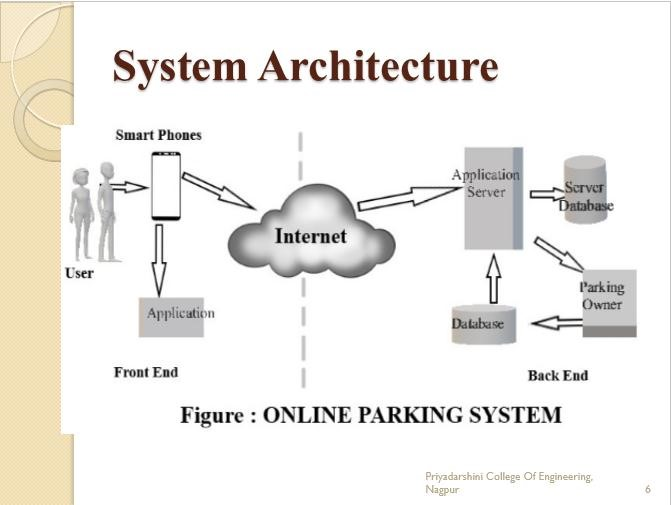 System Architecture
Smart Phones
User
Application
Front End
Internet
Application
Server
Server
Database
Parking
Owner
Database
Back End
Figure : ONLINE PARKING SYSTEM
Priyadarshini College Of Engineering,
Nagpur
6